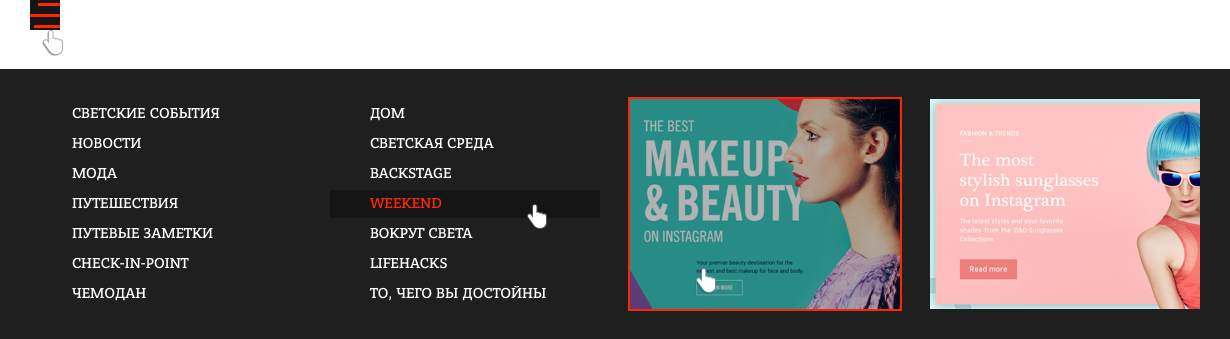 СВЕТСКИЕ СОБЫТИЯ
НОВОСТИ
МОДА
ПУТЕШЕСТВИЯ
ПУТЕВЫЕ ЗАМЕТКИ
CHECK-IN-POINT
ЧЕМОДАН
ДОМ
СВЕТСКАЯ СРЕДА
BACKSTAGE
WEEKEND
ВОКРУГ СВЕТА
LIFEHACKS
ТО, ЧЕГО ВЫ ДОСТОЙНЫ
THE BEST
MAKEUP
& BEAUTY
ON INSTAGRAM
Your premier beauty destination for the
and best makeup for face and body.
MORE
FASHION & TRENDS
The most
stylish sunglasses
on Instagram
The latest styles and your favorite
shades from the D&G Sunglasses
Collections
Read more